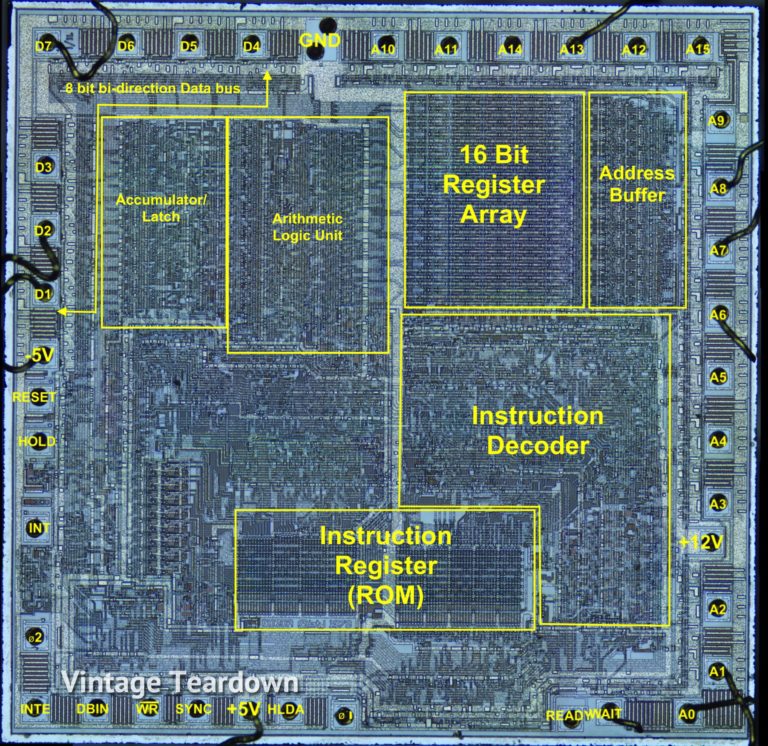 D7
D6
D5
D4
GND
A10
A11
A14
A13
A12
A15
8 bit bi-direction Data bus
A9
D3
Accumulator/
Latch
Arithmetic
Logic Unit
16 Bit
Register
Array
Address
Buffer
A8
D2
A7
D1
A6
-5V
A5
RESET
HOLD
Instruction
Decoder
A4
A3
INT
Instruction
Register
(ROM)
+12V
A2
ø2
A1
Vintage Teardown
INTE
DBIN
WR
SYNC
+5V
HLDA
ø1
READY
WAIT
A0